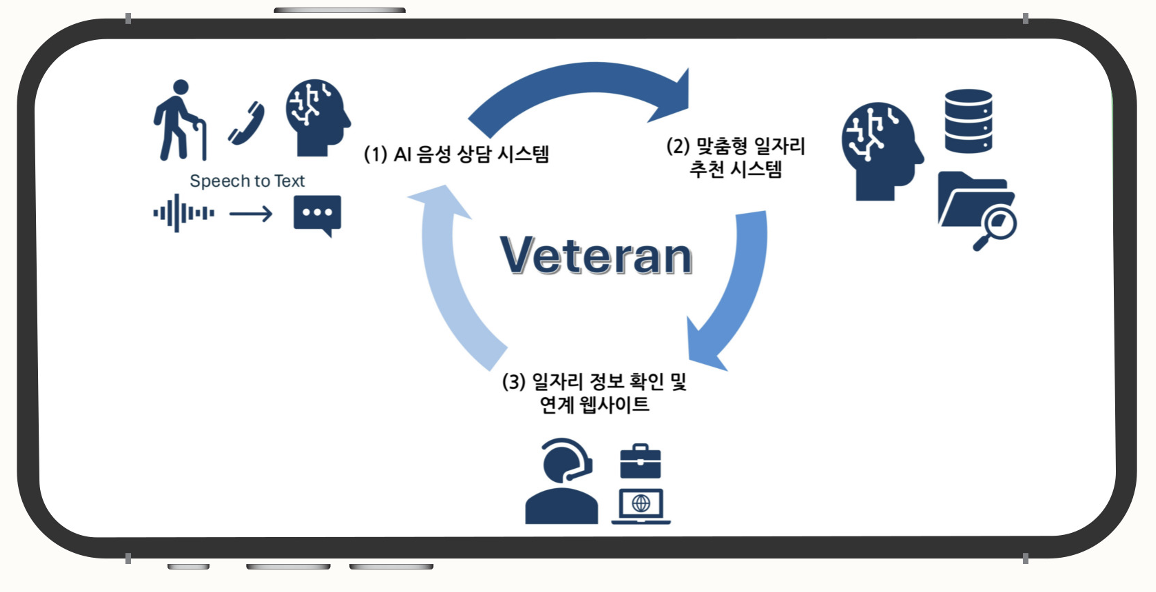 (1) AI 음성 상담 시스템
Speech to Text
(2) 맞춤형 일자리
추천 시스템
Veteran
(3) 일자리 정보 확인 및
연계 웹사이트